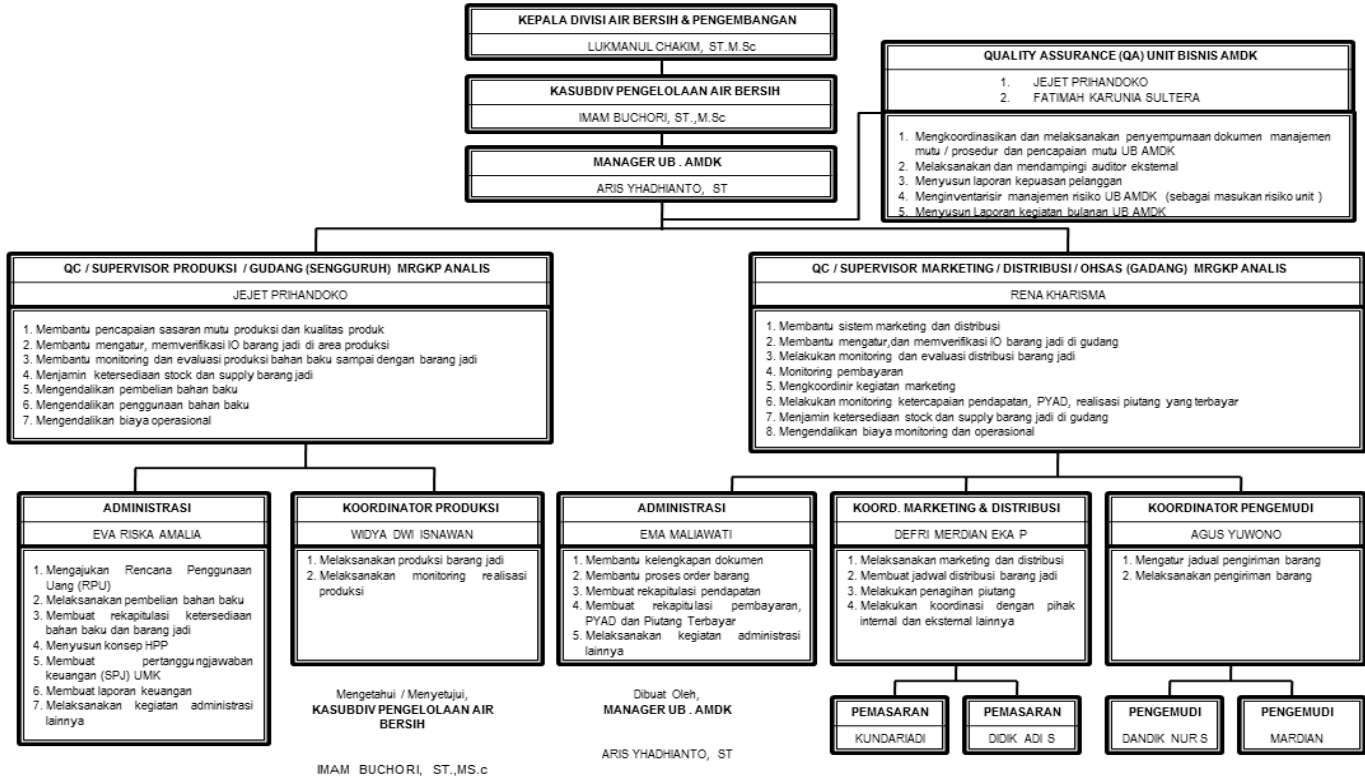 KEPALA DIVISI AIR BERSIH & PENGEMBANGAN
LUKMANUL CHAKIM, ST.M.Sc
KASUBDIV PENGELOLAAN AIR BERSIH
IMAM BUCHORI, ST.,M.Sc
MANAGER UB . AMDK
ARIS YHADHIANTO, ST
QUALITY ASSURANCE (QA) UNIT BISNIS AMDK
1. JEJET PRIHANDOKO
2. FATIMAH KARUNIA SULTERA
1. Mengkoordinasikan dan melaksanakan penyempurnaan dokumen manajemen
mutu / prosedur dan pencapaian mutu UB AMDK
2. Melaksanakan dan mendampingi auditor eksternal
3. Menyusun laporan kepuasan pelanggan
4. Menginventarisir manajemen risiko UB AMDK (sebagai masukan risiko unit )
5. Menyusun Laporan kegiatan bulanan UB AMDK
QC / SUPERVISOR PRODUKSI / GUDANG (SENGGURUH) MRGKP ANALIS
JEJET PRIHANDOKO
1. Membantu pencapaian sasaran mutu produksi dan kualitas produk
2. Membantu mengatur, memverifikasi IO barang jadi di area produksi
3. Membantu monitoring dan evaluasi produksi bahan baku sampai dengan barang jadi
4. Menjamin ketersediaan stock dan supply barang jadi
5. Mengendalikan pembelian bahan baku
6. Mengendalikan penggunaan bahan baku
7. Mengendalikan biaya operasional
QC / SUPERVISOR MARKETING / DISTRIBUSI / OHSAS (GADANG) MRGKP ANALIS
RENA KHARISMA
1. Membantu sistem marketing dan distribusi
2. Membantu mengatur,dan memverifikasi IO barang jadi di gudang
3. Melakukan monitoring dan evaluasi distribusi barang jadi
4. Monitoring pembayaran
5. Mengkoordinir kegiatan marketing
6. Melakukan monitoring ketercapaian pendapatan, PYAD, realisasi piutang yang terbayar
7. Menjamin ketersediaan stock dan supply barang jadi di gudang
8. Mengendalikan biaya monitoring dan operasional
ADMINISTRASI
EVA RISKA AMALIA
1. Mengajukan Rencana Penggunaan
Uang (RPU)
2. Melaksanakan pembelian bahan baku
3. Membuat rekapitulasi ketersediaan
bahan baku dan barang jadi
4. Menyusun konsep HPP
5. Membuat pertanggungjawaban
keuangan (SPJ) UMK
6. Membuat laporan keuangan
7. Melaksanakan kegiatan administrasi
lainnya
KOORDINATOR PRODUKSI
WIDYA DWI ISNAWAN
1. Melaksanakan produksi barang jadi
2. Melaksanakan monitoring realisasi
produksi
ADMINISTRASI
EMA MALIAWATI
1. Membantu kelengkapan dokumen
2. Membantu proses order barang
3. Membuat rekapitulasi pendapatan
4. Membuat rekapitulasi pembayaran,
PYAD dan Piutang Terbayar
5. Melaksanakan kegiatan administrasi
lainnya
KOORD. MARKETING & DISTRIBUSI
DEFRI MERDIAN EKA P
1. Melaksanakan marketing dan distribusi
2. Membuat jadwal distribusi barang jadi
3. Melakukan penagihan piutang
4. Melakukan koordinasi dengan pihak
internal dan eksternal lainnya
KOORDINATOR PENGEMUDI
AGUS YUWONO
1. Mengatur jadual pengiriman barang
2. Melaksanakan pengiriman barang
Mengetahui / Menyetujui,
KASUBDIV PENGELOLAAN AIR
BERSIH
IMAM BUCHORI, ST.,MS.c
Dibuat Oleh,
MANAGER UB . AMDK
ARIS YHADHIANTO, ST
PEMASARAN
KUNDARIADI
PEMASARAN
DIDIK ADI S
PENGEMUDI
DANDIK NUR S
PENGEMUDI
MARDIAN